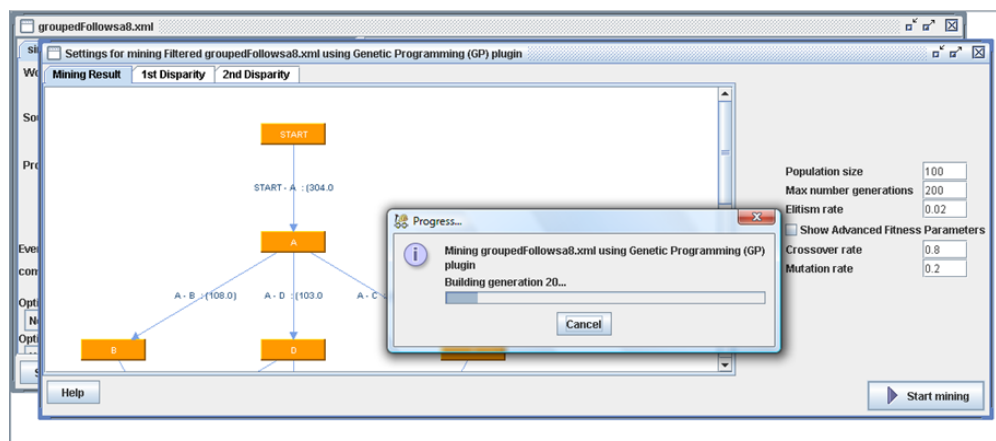 groupedFollowsa8.xml
Settings for mining Filtered groupedFollowsa8.xml using Genetic Programming (GP) plugin
Mining Result 1st Disparity 2nd Disparity
START
START - A : (304.0
A
A - B : (108.0) A - D : (103.0 A - C :
B D
Progress...
Mining groupedFollowsa8.xml using Genetic Programming (GP)
plugin
Building generation 20...
Cancel
Population size 100
Max number generations 200
Elitism rate 0.02
Show Advanced Fitness Parameters
Crossover rate 0.8
Mutation rate 0.2
Help
Start mining